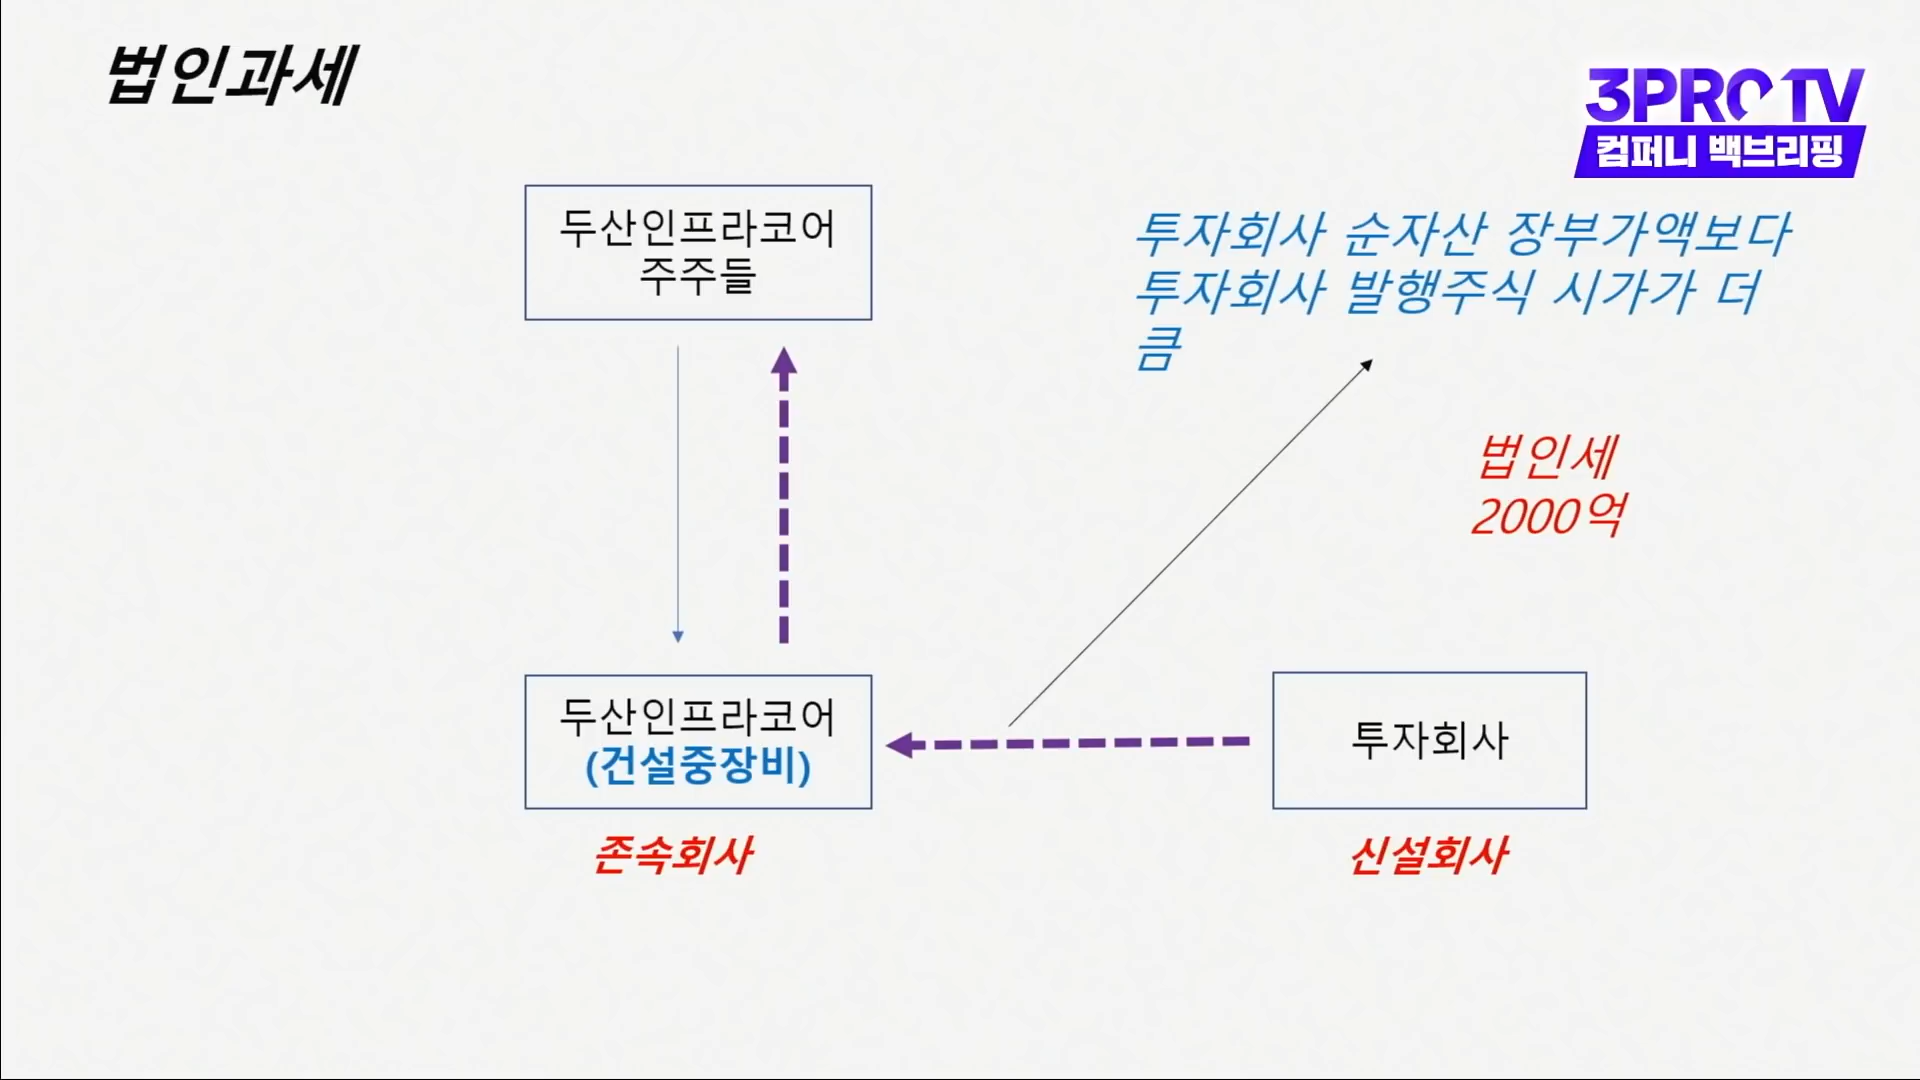 법인과세
3PROTV
컴퍼니 백브리핑
두산인프라코어
주주들
투자회사 순자산 장부가액보다
투자회사 발행주식 시가가 더
큼
법인세
2000억
두산인프라코어
(건설중장비)
투자회사
존속회사
신설회사